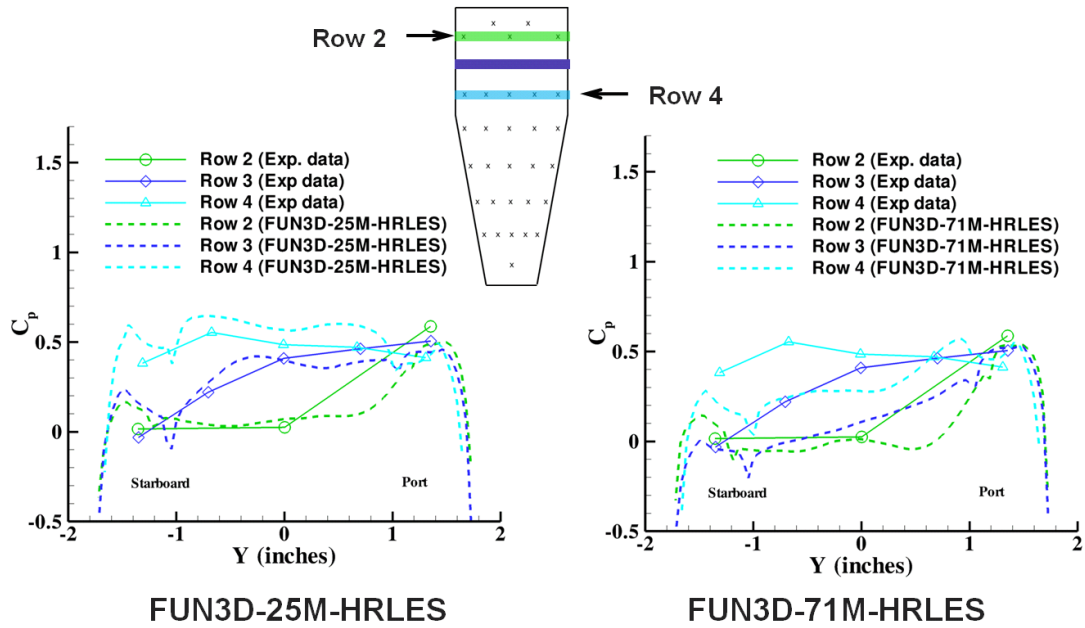 Row 2
Row 4
Row 2 (Exp. data)
Row 3 (Exp data)
Row 4 (Exp data)
Row 2 (FUN3D-25M-HRLES)
Row 3 (FUN3D-25M-HRLES)
Row 4 (FUN3D-25M-HRLES)
1.5
1
0.5
0
-0.5
Cp
Starboard
Port
-2 -1 0 1 2
Y (inches)
FUN3D-25M-HRLES
Row 2 (Exp. data)
Row 3 (Exp data)
Row 4 (Exp data)
Row 2 (FUN3D-71M-HRLES)
Row 3 (FUN3D-71M-HRLES)
Row 4 (FUN3D-71M-HRLES)
1.5
1
0.5
0
-0.5
Cp
Starboard
Port
-2 -1 0 1 2
Y (inches)
FUN3D-71M-HRLES